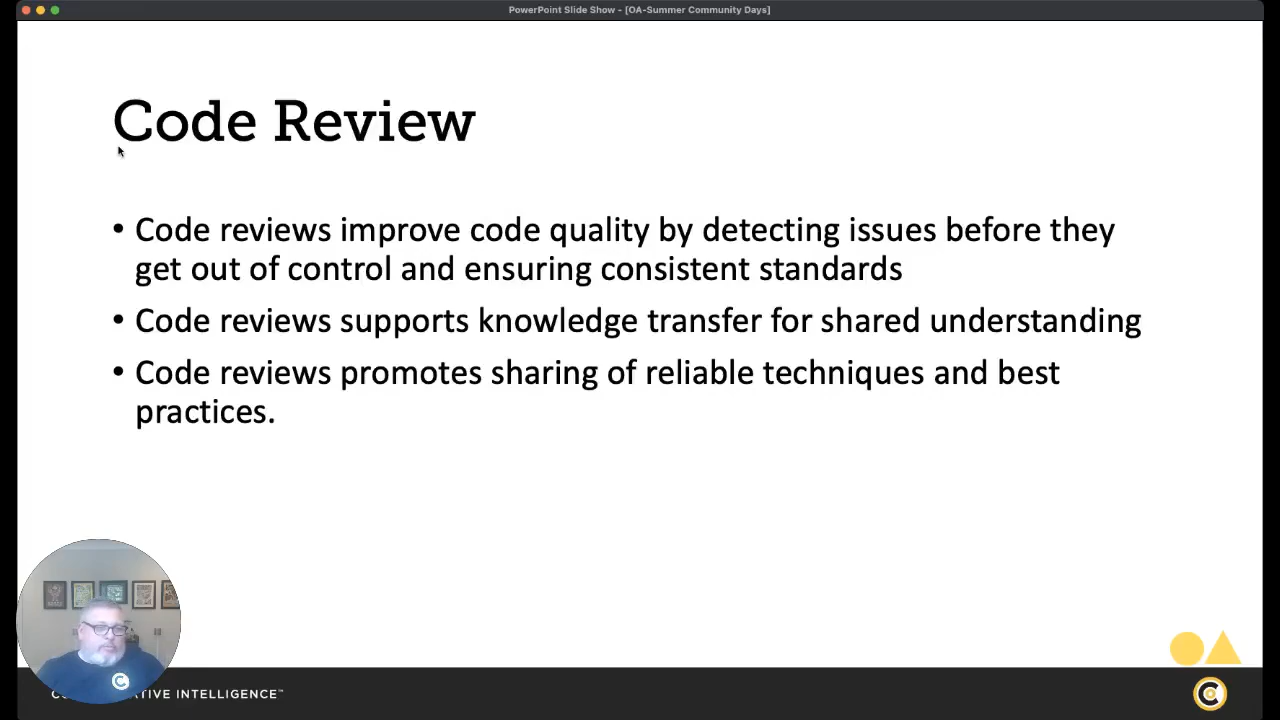 PowerPoint Slide Show - [OA-Summer Community Days]
Code Review
• Code reviews improve code quality by detecting issues before they
get out of control and ensuring consistent standards
• Code reviews supports knowledge transfer for shared understanding
• Code reviews promotes sharing of reliable techniques and best
practices.
INTELLIGENCE™